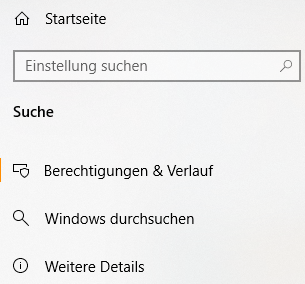 Startseite
Einstellung suchen
Suche
Berechtigungen & Verlauf
Windows durchsuchen
Weitere Details